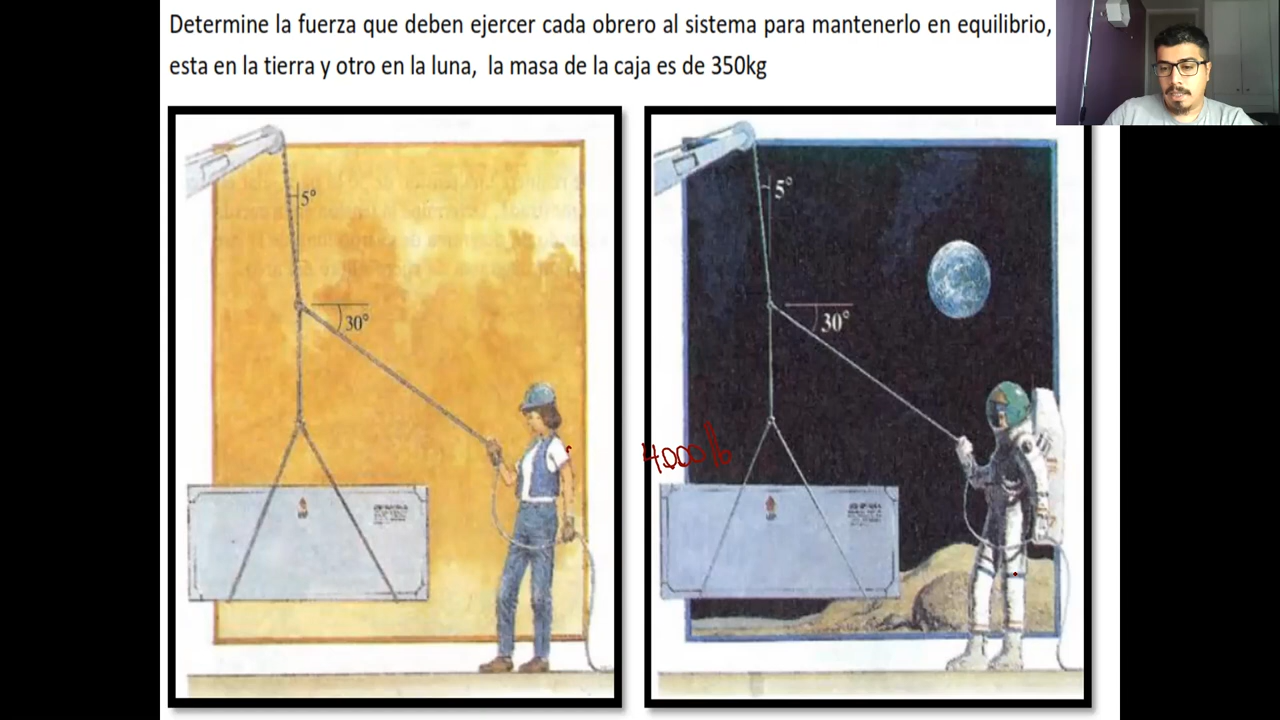 Determine la fuerza que deben ejercer cada obrero al sistema para mantenerlo en equilibrio,
esta en la tierra y otro en la luna, la masa de la caja es de 350kg
5°
5°
30°
30°
4000 lb